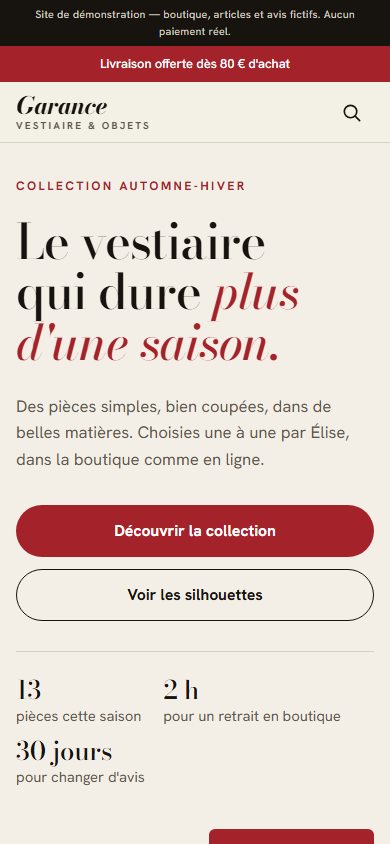 Site de démonstration — boutique, articles et avis fictifs. Aucun
paiement réel.
Livraison offerte dès 80 € d'achat
Garance
VESTIAIRE & OBJETS
COLLECTION AUTOMNE-HIVER
Le vestiaire
qui dure plus
d'une saison.
Des pièces simples, bien coupées, dans de
belles matières. Choisies une à une par Élise,
dans la boutique comme en ligne.
Découvrir la collection
Voir les silhouettes
13
pièces cette saison
2 h
pour un retrait en boutique
30 jours
pour changer d'avis